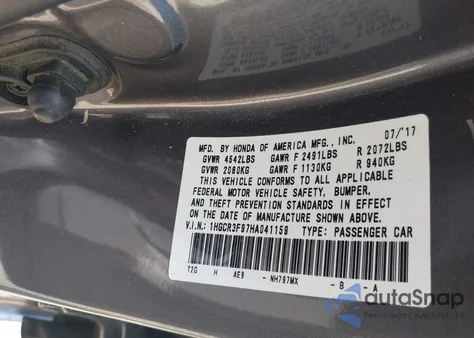 MFD. BY HONDA OF AMERICA MFG., INC. 07/'17
GVWR 4542LBS GAWR F 2491LBS R 2072LBS
GVWR 2060KG GAWR F 1130KG R 940KG
THIS VEHICLE CONFORMS TO ALL APPLICABLE
FEDERAL MOTOR VEHICLE SAFETY, BUMPER,
AND THEFT PREVENTION STANDARDS IN EFFECT
ON THE DATE OF MANUFACTURE SHOWN ABOVE.
V.I.N.: 1HGCR3F97HA041159 TYPE: PASSENGER CAR
T2G H AE9 -NH797MX -B -A
autoSnap